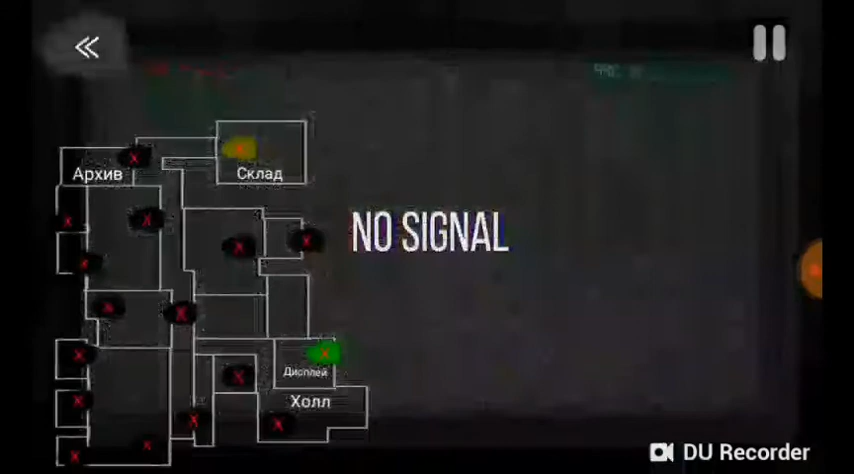 Архив
Склад
NO SIGNAL
Дисплей
Холл
DU Recorder